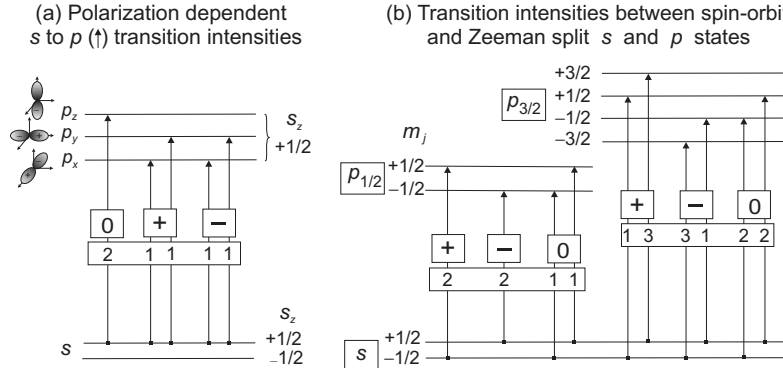 (a) Polarization dependent
s to p (↑) transition intensities
p_z
p_y
p_x
s_z
+1/2
0
+
−
2
1 1
1 1
s_z
s
+1/2
−1/2
(b) Transition intensities between spin-orbi
and Zeeman split s and p states
+3/2
+1/2
−1/2
−3/2
p_{3/2}
m_j
p_{1/2}
+1/2
−1/2
+
−
0
1 3
3 1
2 2
+
−
0
2
2
1 1
s
+1/2
−1/2